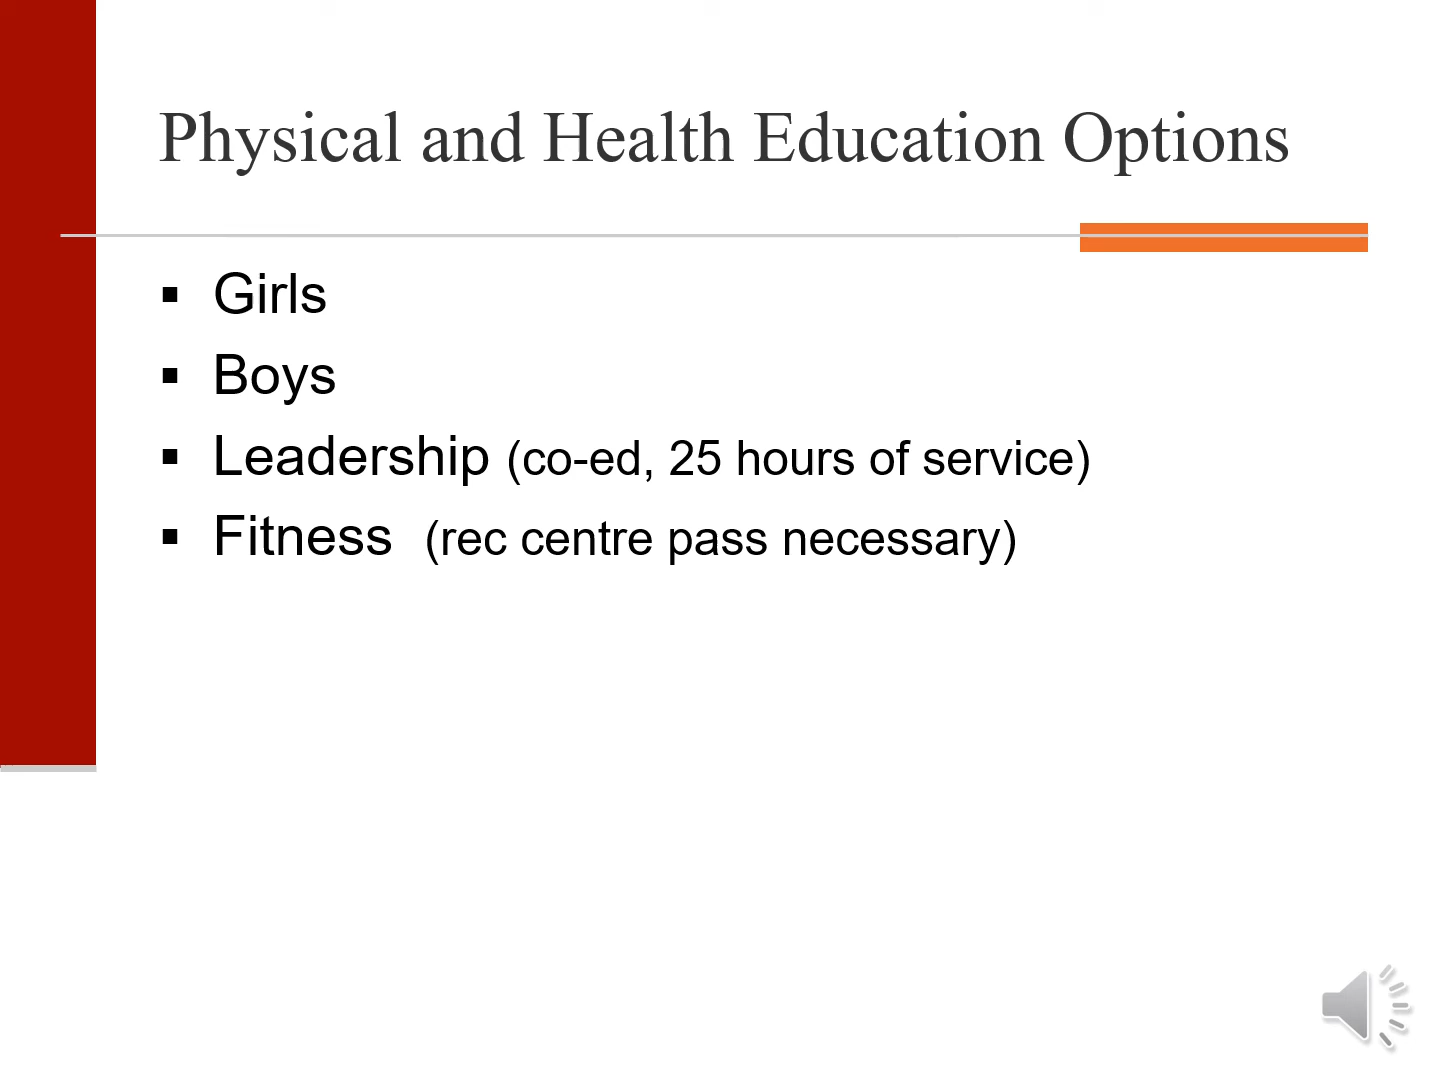 Physical and Health Education Options
▪ Girls
▪ Boys
▪ Leadership (co-ed, 25 hours of service)
▪ Fitness  (rec centre pass necessary)